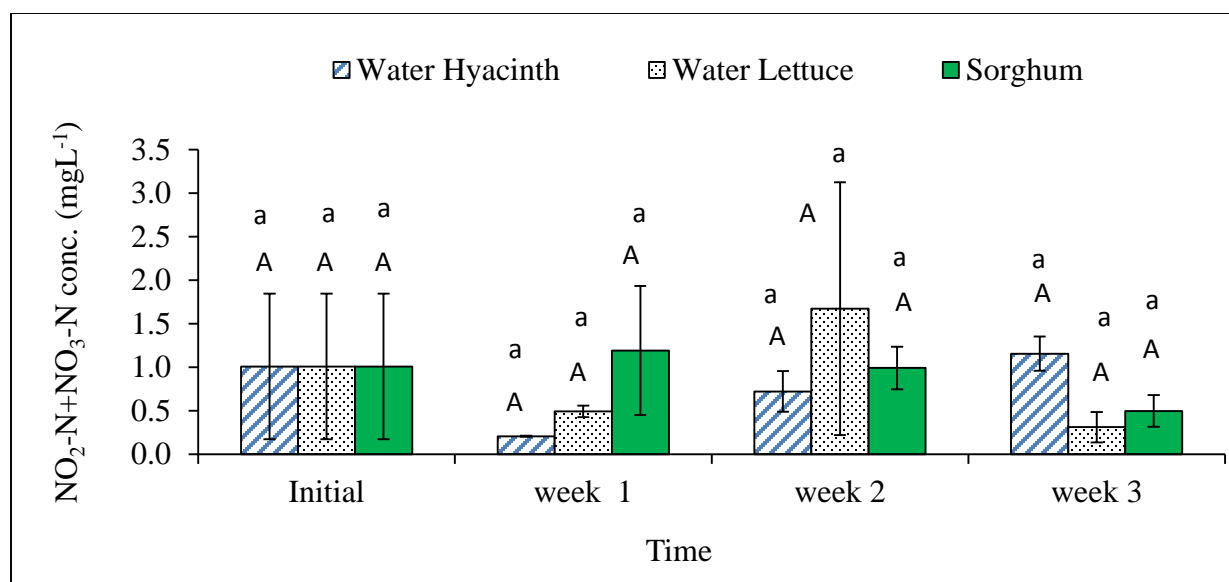 Water Hyacinth Water Lettuce Sorghum
NO₂-N+NO₃-N conc. (mgL⁻¹)
3.5
3.0
2.5
2.0
1.5
1.0
0.5
0.0
a a a a a a a a a a a a
A A A A A A A A A A A A
Initial week 1 week 2 week 3
Time